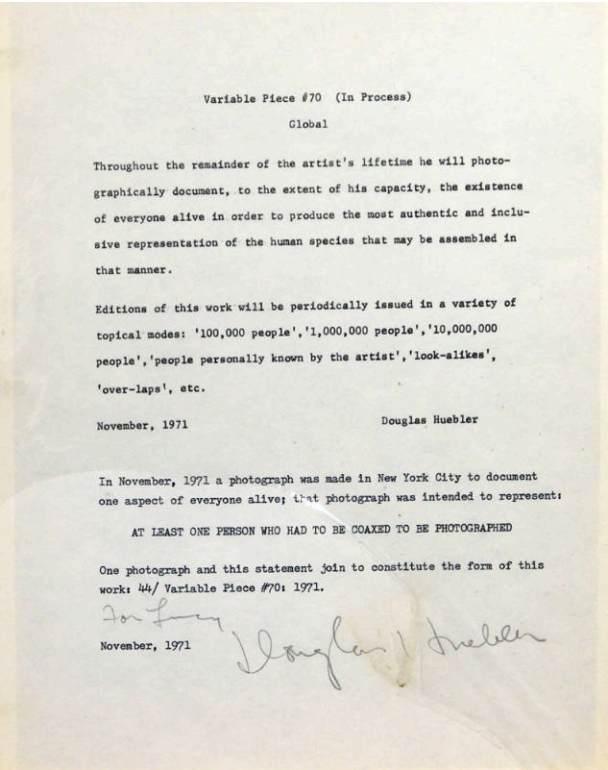 Variable Piece #70 (In Process)
Global
Throughout the remainder of the artist's lifetime he will photo-
graphically document, to the extent of his capacity, the existence
of everyone alive in order to produce the most authentic and inclu-
sive representation of the human species that may be assembled in
that manner.
Editions of this work will be periodically issued in a variety of
topical modes: '100,000 people','1,000,000 people','10,000,000
people','people personally known by the artist','look-alikes',
'over-laps', etc.
November, 1971 Douglas Huebler
In November, 1971 a photograph was made in New York City to document
one aspect of everyone alive; that photograph was intended to represent:
AT LEAST ONE PERSON WHO HAD TO BE COAXED TO BE PHOTOGRAPHED
One photograph and this statement join to constitute the form of this
work: 44/ Variable Piece #70: 1971.
For Lucy
November, 1971 Douglas Huebler